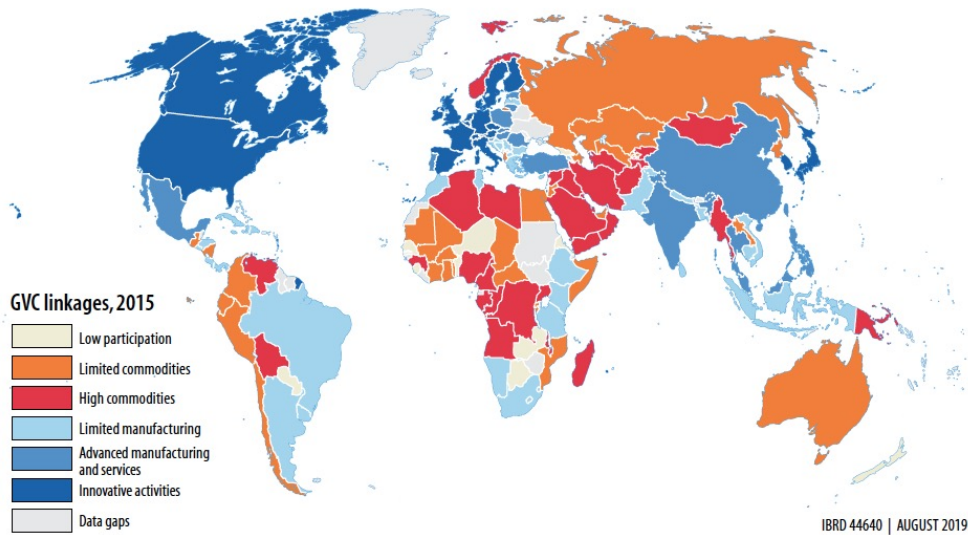 GVC linkages, 2015
Low participation
Limited commodities
High commodities
Limited manufacturing
Advanced manufacturing
and services
Innovative activities
Data gaps
IBRD 44640 | AUGUST 2019